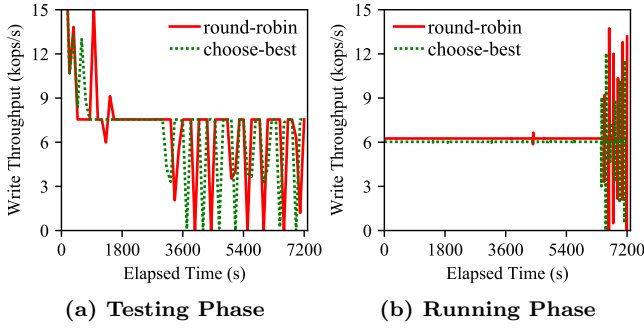 Write Throughput (kops/s)
15
12
9
6
3
0
round-robin
choose-best
0 1800 3600 5400 7200
Elapsed Time (s)
(a) Testing Phase
Write Throughput (kops/s)
15
12
9
6
3
0
round-robin
choose-best
0 1800 3600 5400 7200
Elapsed Time (s)
(b) Running Phase